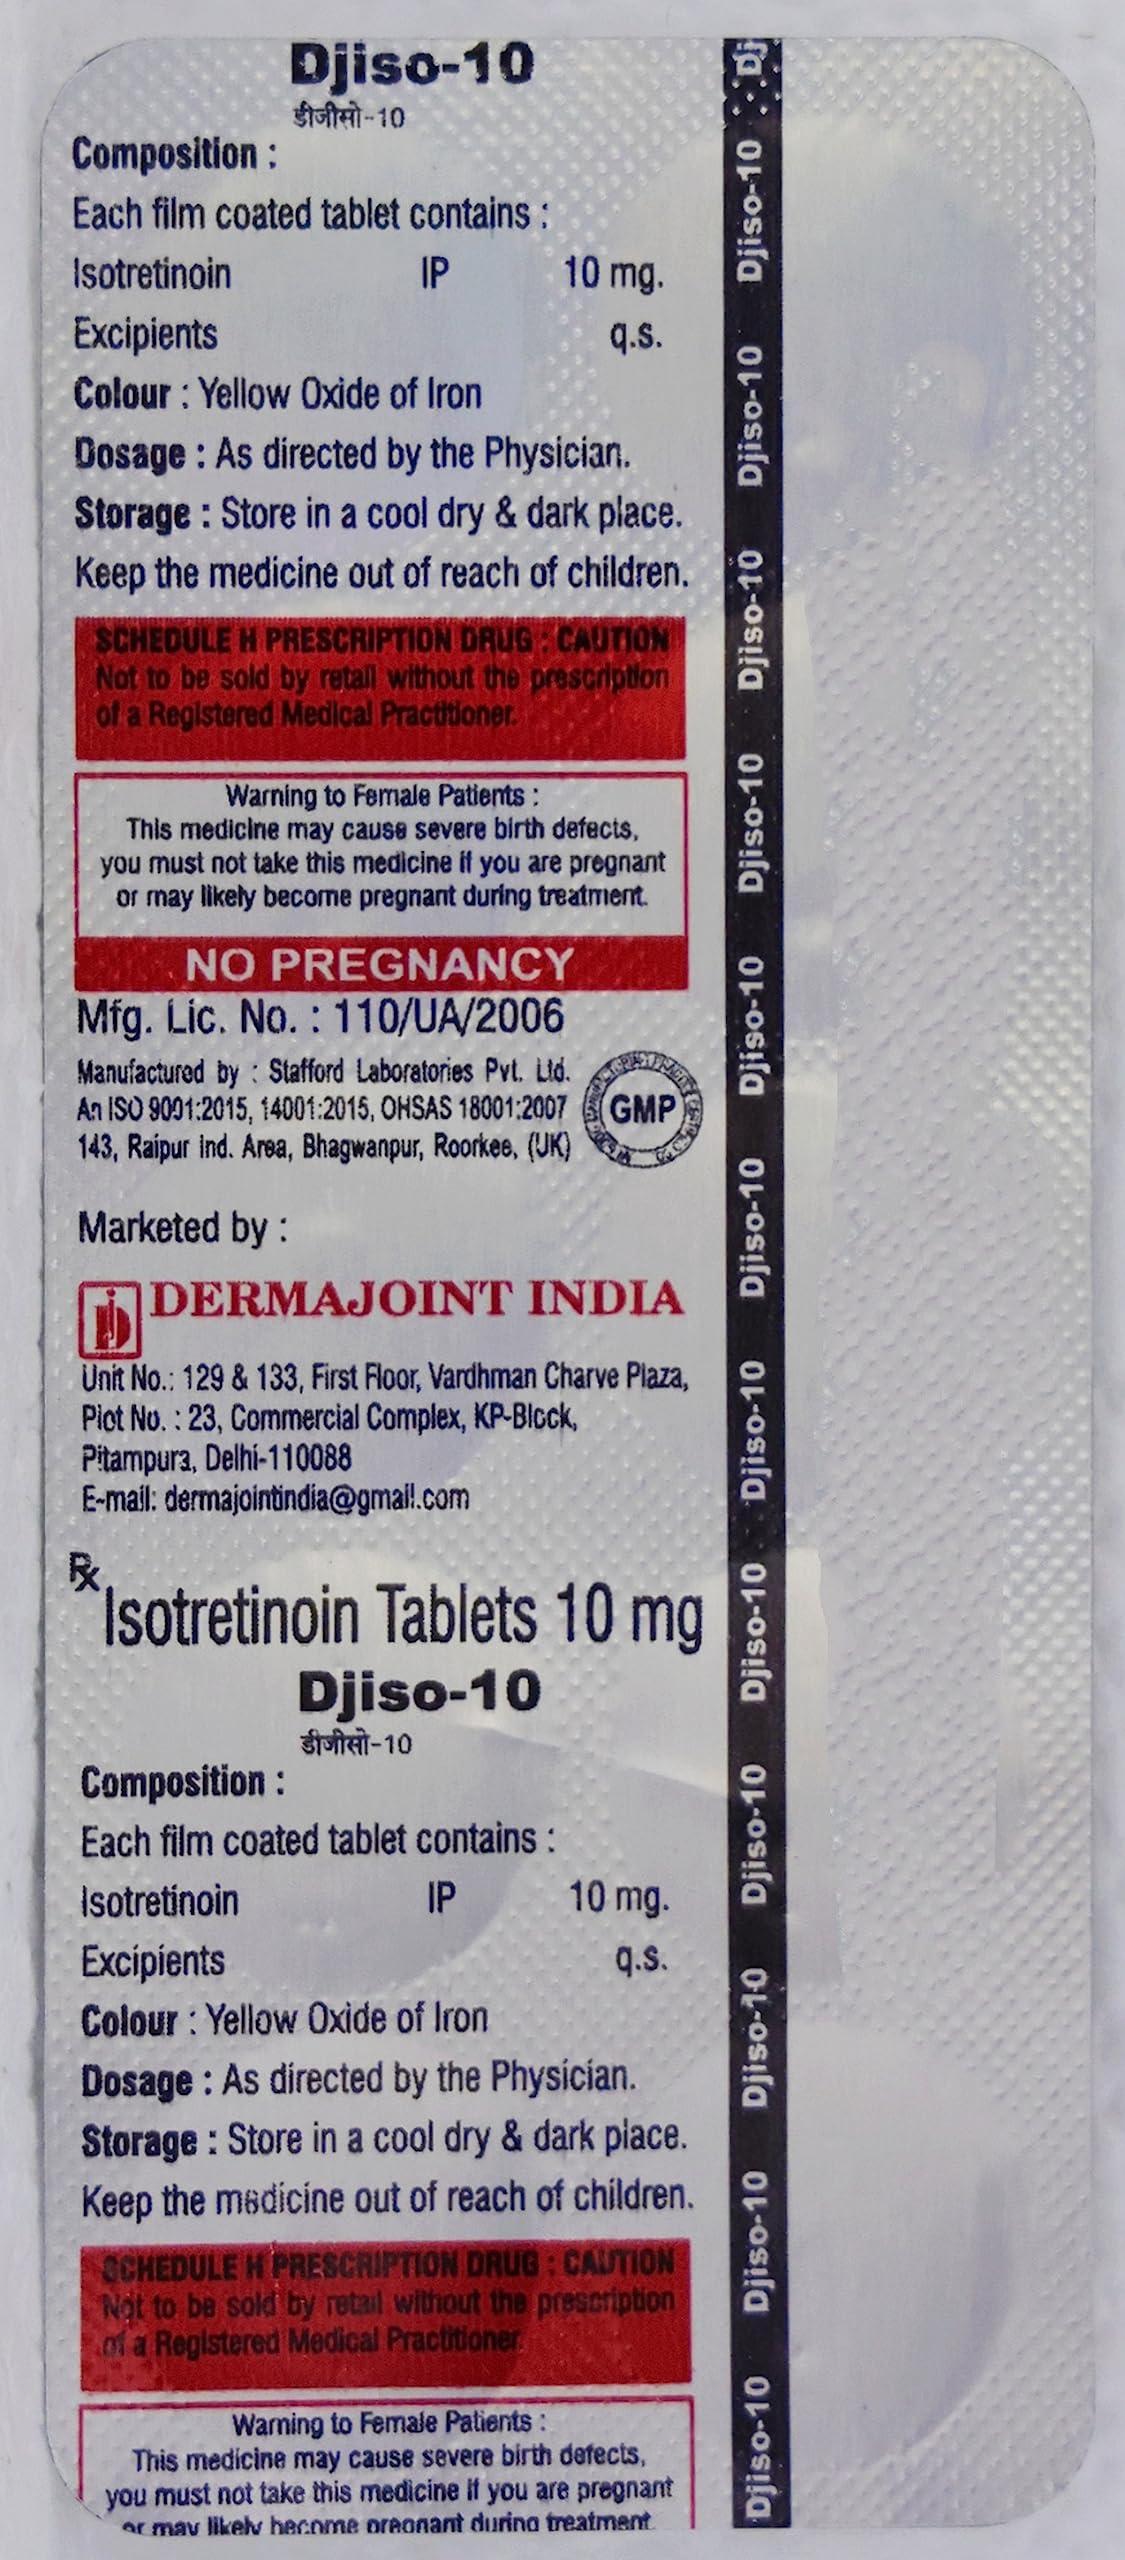 Djiso-10
डीजीसो-10
Composition :
Each film coated tablet contains :
Isotretinoin IP 10 mg.
Excipients q.s.
Colour : Yellow Oxide of Iron
Dosage : As directed by the Physician.
Storage : Store in a cool dry & dark place.
Keep the medicine out of reach of children.
SCHEDULE H PRESCRIPTION DRUG : CAUTION
Not to be sold by retail without the prescription
of a Registered Medical Practitioner.
Warning to Female Patients :
This medicine may cause severe birth defects,
you must not take this medicine if you are pregnant
or may likely become pregnant during treatment.
NO PREGNANCY
Mfg. Lic. No. : 110/UA/2006
Manufactured by : Stafford Laboratories Pvt. Ltd.
An ISO 9001:2015, 14001:2015, OHSAS 18001:2007
143, Raipur Ind. Area, Bhagwanpur, Roorkee, (UK)
GMP
Marketed by :
DERMAJOINT INDIA
Unit No.: 129 & 133, First Floor, Vardhman Charve Plaza,
Plot No. : 23, Commercial Complex, KP-Block,
Pitampura, Delhi-110088
E-mail: dermajointindia@gmail.com
Rx
Isotretinoin Tablets 10 mg
Djiso-10
डीजीसो-10
Composition :
Each film coated tablet contains :
Isotretinoin IP 10 mg.
Excipients q.s.
Colour : Yellow Oxide of Iron
Dosage : As directed by the Physician.
Storage : Store in a cool dry & dark place.
Keep the medicine out of reach of children.
SCHEDULE H PRESCRIPTION DRUG : CAUTION
Not to be sold by retail without the prescription
of a Registered Medical Practitioner.
Warning to Female Patients :
This medicine may cause severe birth defects,
you must not take this medicine if you are pregnant
or may likely become pregnant during treatment.
Dj
Djiso-10
Djiso-10
Djiso-10
Djiso-10
Djiso-10
Djiso-10
Djiso-10
Djiso-10
Djiso-10
Djiso-10
Djiso-10
Djiso-10